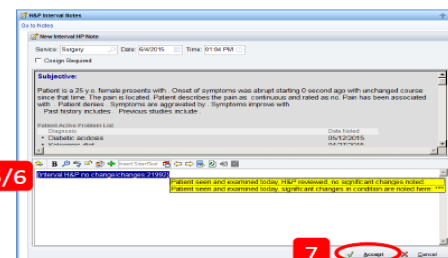 H&P Interval Notes
Go to Notes
New Interval HP Note
Service: Surgery Date: 6/4/2015 Time: 01:04 PM
Cosign Required
Subjective:
Patient is a 25 y.o. female presents with . Onset of symptoms was abrupt starting 0 second ago with unchanged course
since that time. The pain is located. Patient describes the pain as continuous and rated as no. Pain has been associated
with . Patient denies . Symptoms are aggravated by . Symptoms improve with
Past history includes . Previous studies include .
Patient Active Problem List
Diagnosis Date Noted
• Diabetic acidosis 05/12/2015
B Insert SmartText
5/6
{Interval H&P no change/changes:21992}
Patient seen and examined today, H&P reviewed, no significant changes noted.
Patient seen and examined today, significant changes in condition are noted here: ***
7 Accept Cancel